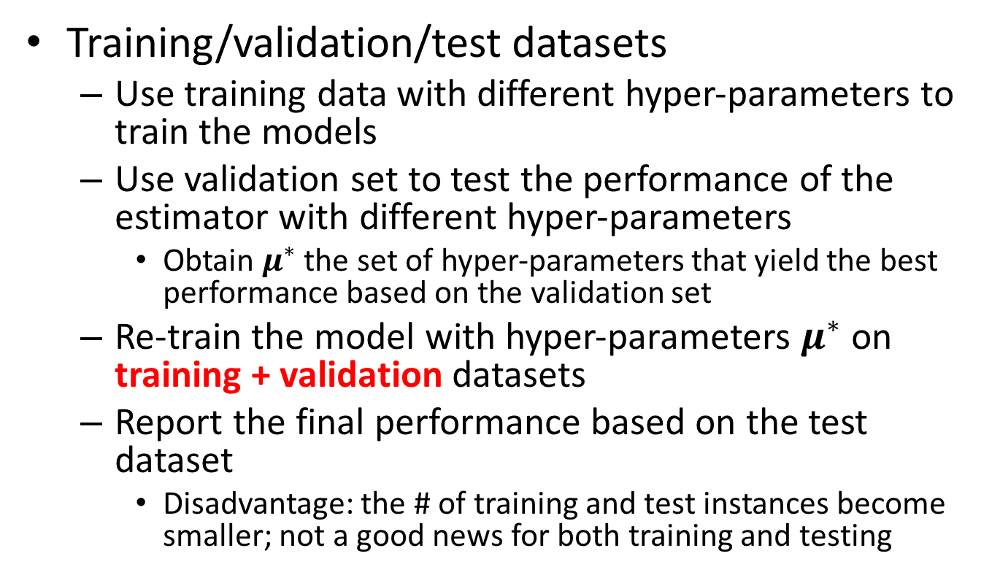 • Training/validation/test datasets
– Use training data with different hyper-parameters to
train the models
– Use validation set to test the performance of the
estimator with different hyper-parameters
• Obtain μ* the set of hyper-parameters that yield the best
performance based on the validation set
– Re-train the model with hyper-parameters μ* on
training + validation datasets
– Report the final performance based on the test
dataset
• Disadvantage: the # of training and test instances become
smaller; not a good news for both training and testing